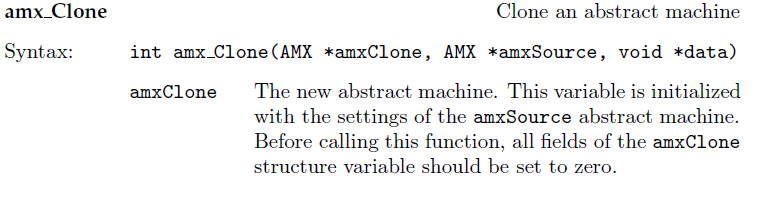 amx_Clone Clone an abstract machine
Syntax: int amx_Clone(AMX *amxClone, AMX *amxSource, void *data)
amxClone The new abstract machine. This variable is initialized
with the settings of the amxSource abstract machine.
Before calling this function, all fields of the amxClone
structure variable should be set to zero.